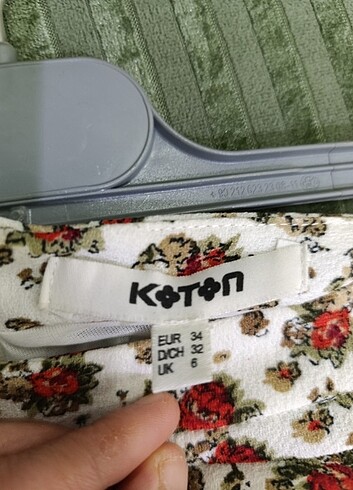 KOTON
EUR 34
D/CH 32
UK 6